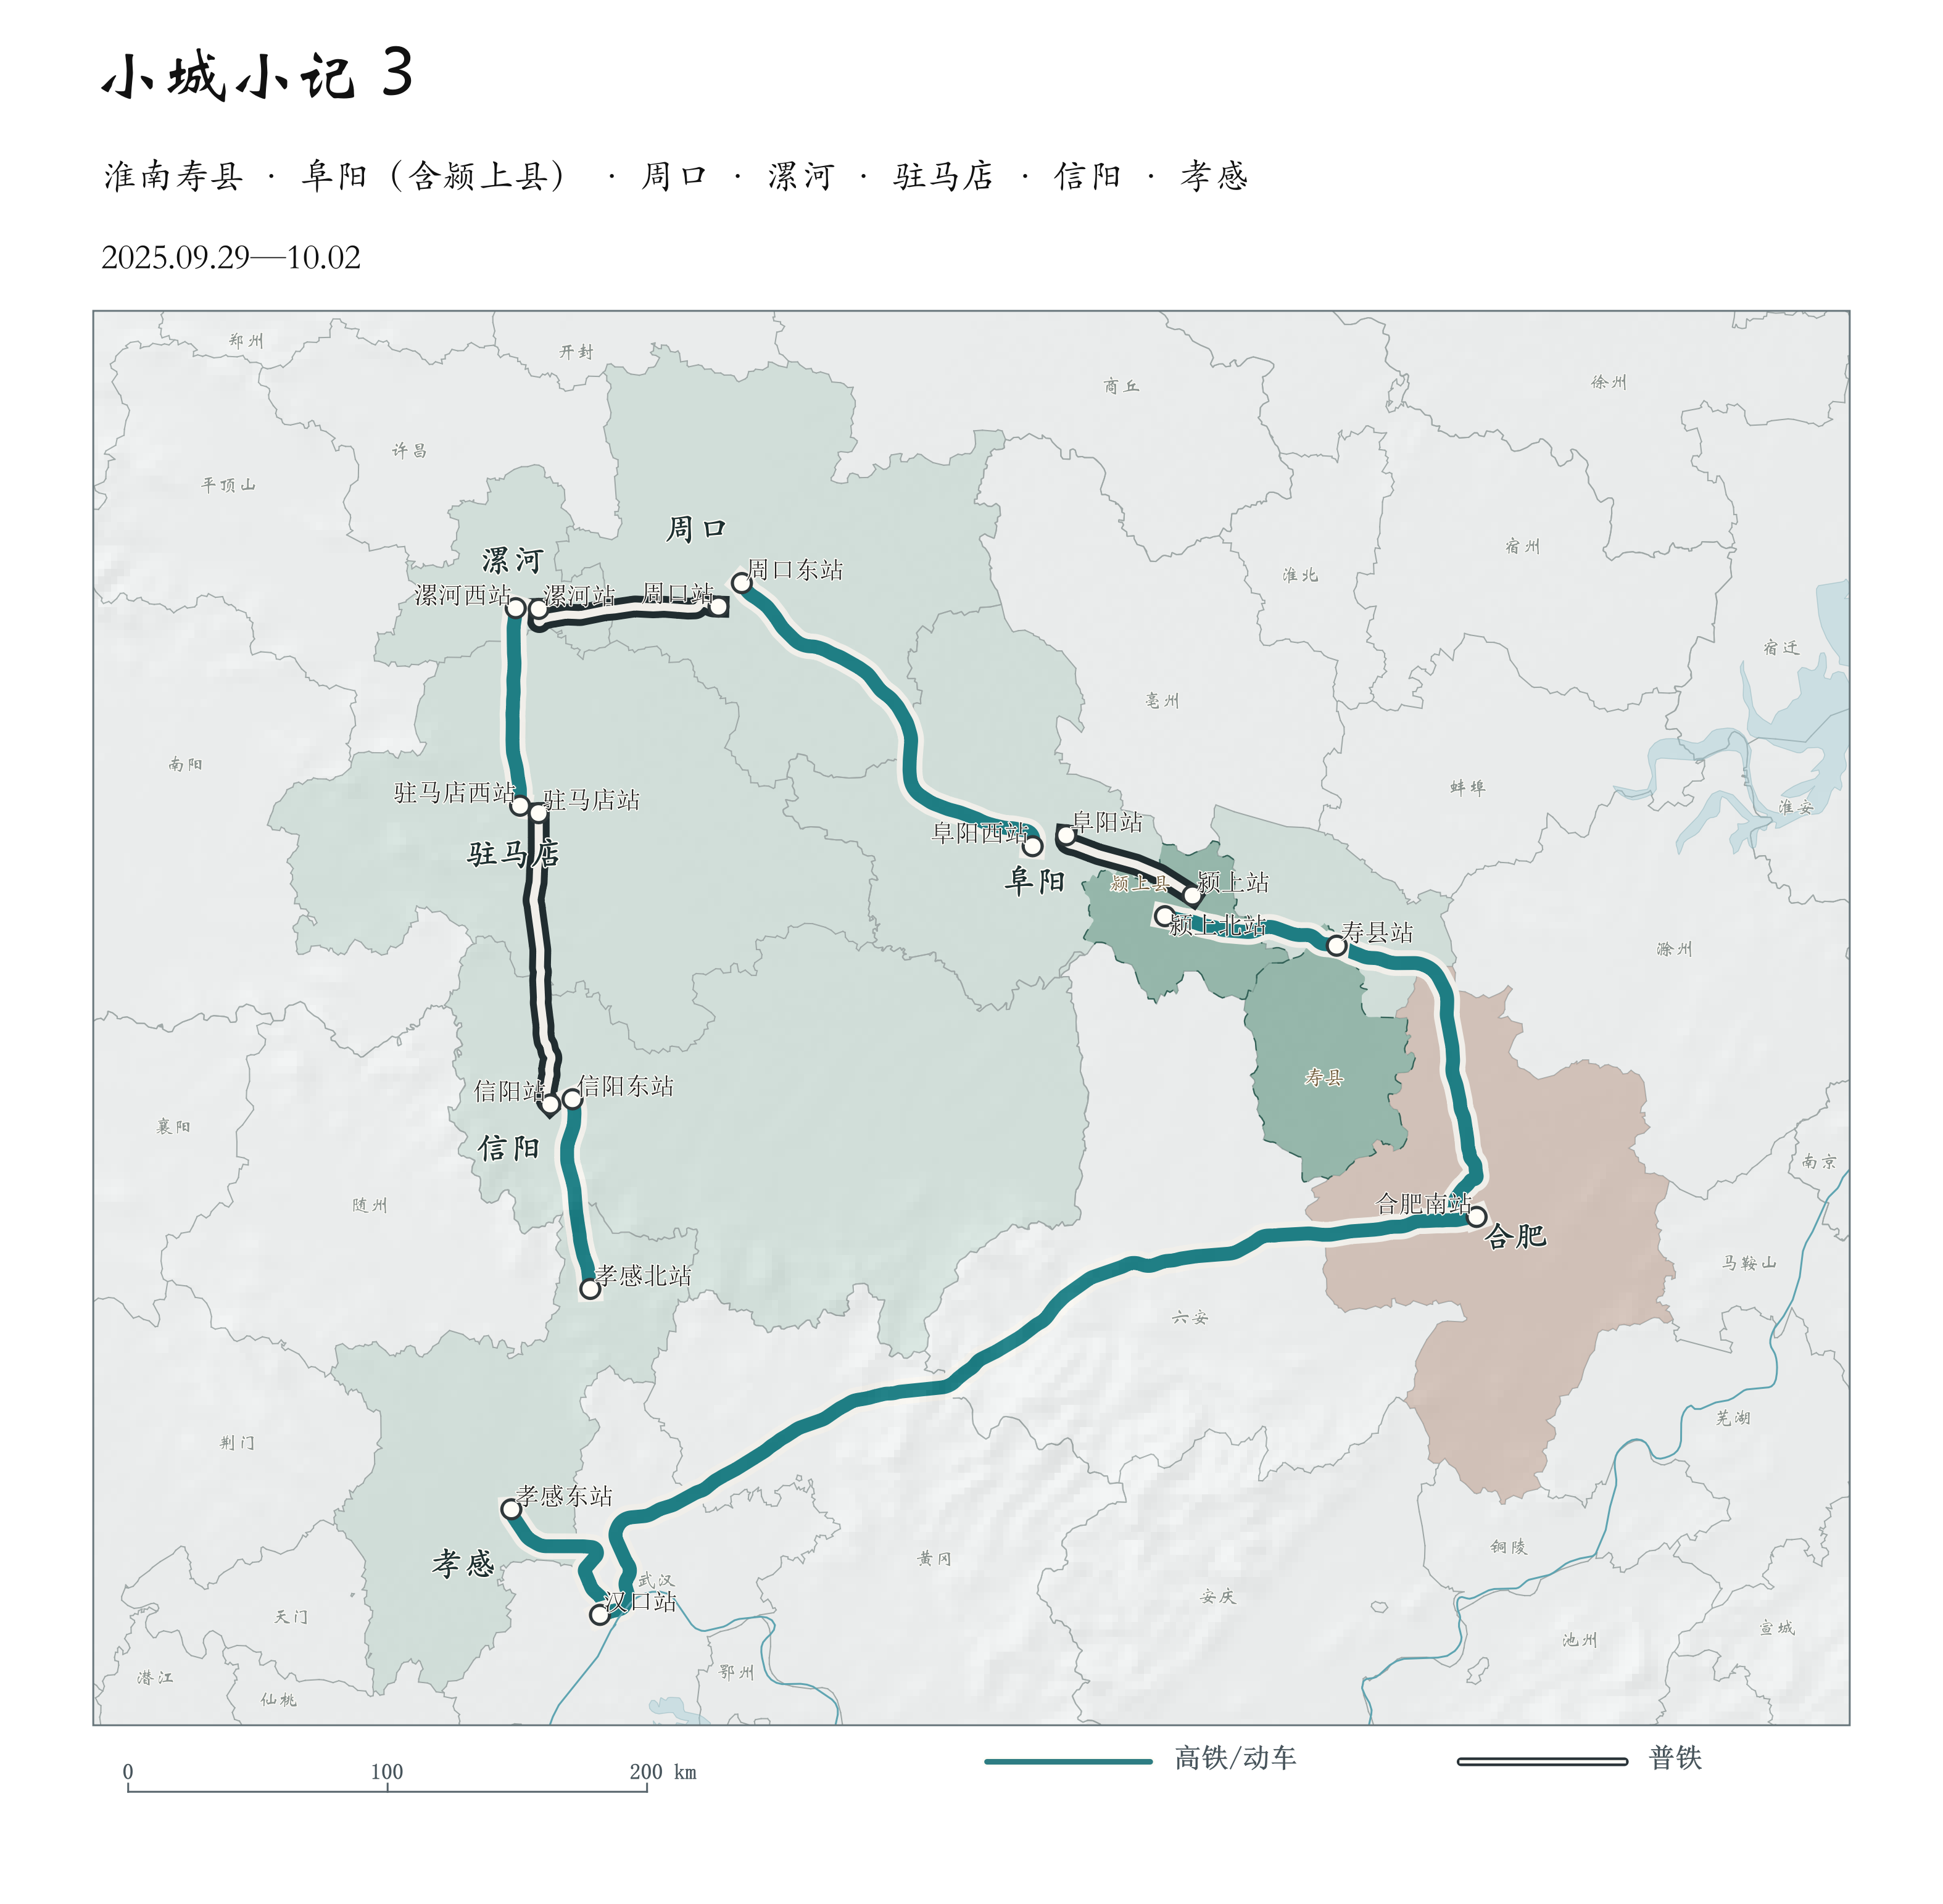 小城小记 3
淮南寿县 · 阜阳（含颍上县） · 周口 · 漯河 · 驻马店 · 信阳 · 孝感
2025.09.29—10.02
郑州
开封
商丘
徐州
许昌
平顶山
周口
漯河
宿州
周口东站
淮北
漯河西站
漯河站
周口站
宿迁
亳州
南阳
蚌埠
驻马店西站
驻马店站
淮安
阜阳站
阜阳西站
驻马店
阜阳
颍上县
颍上站
颍上北站
寿县站
滁州
寿县
信阳站
信阳东站
襄阳
信阳
南京
随州
合肥南站
合肥
马鞍山
孝感北站
六安
芜湖
荆门
孝感东站
铜陵
孝感
黄冈
武汉
汉口站
安庆
天门
宣城
池州
潜江
鄂州
仙桃
0 100 200 km
高铁/动车
普铁